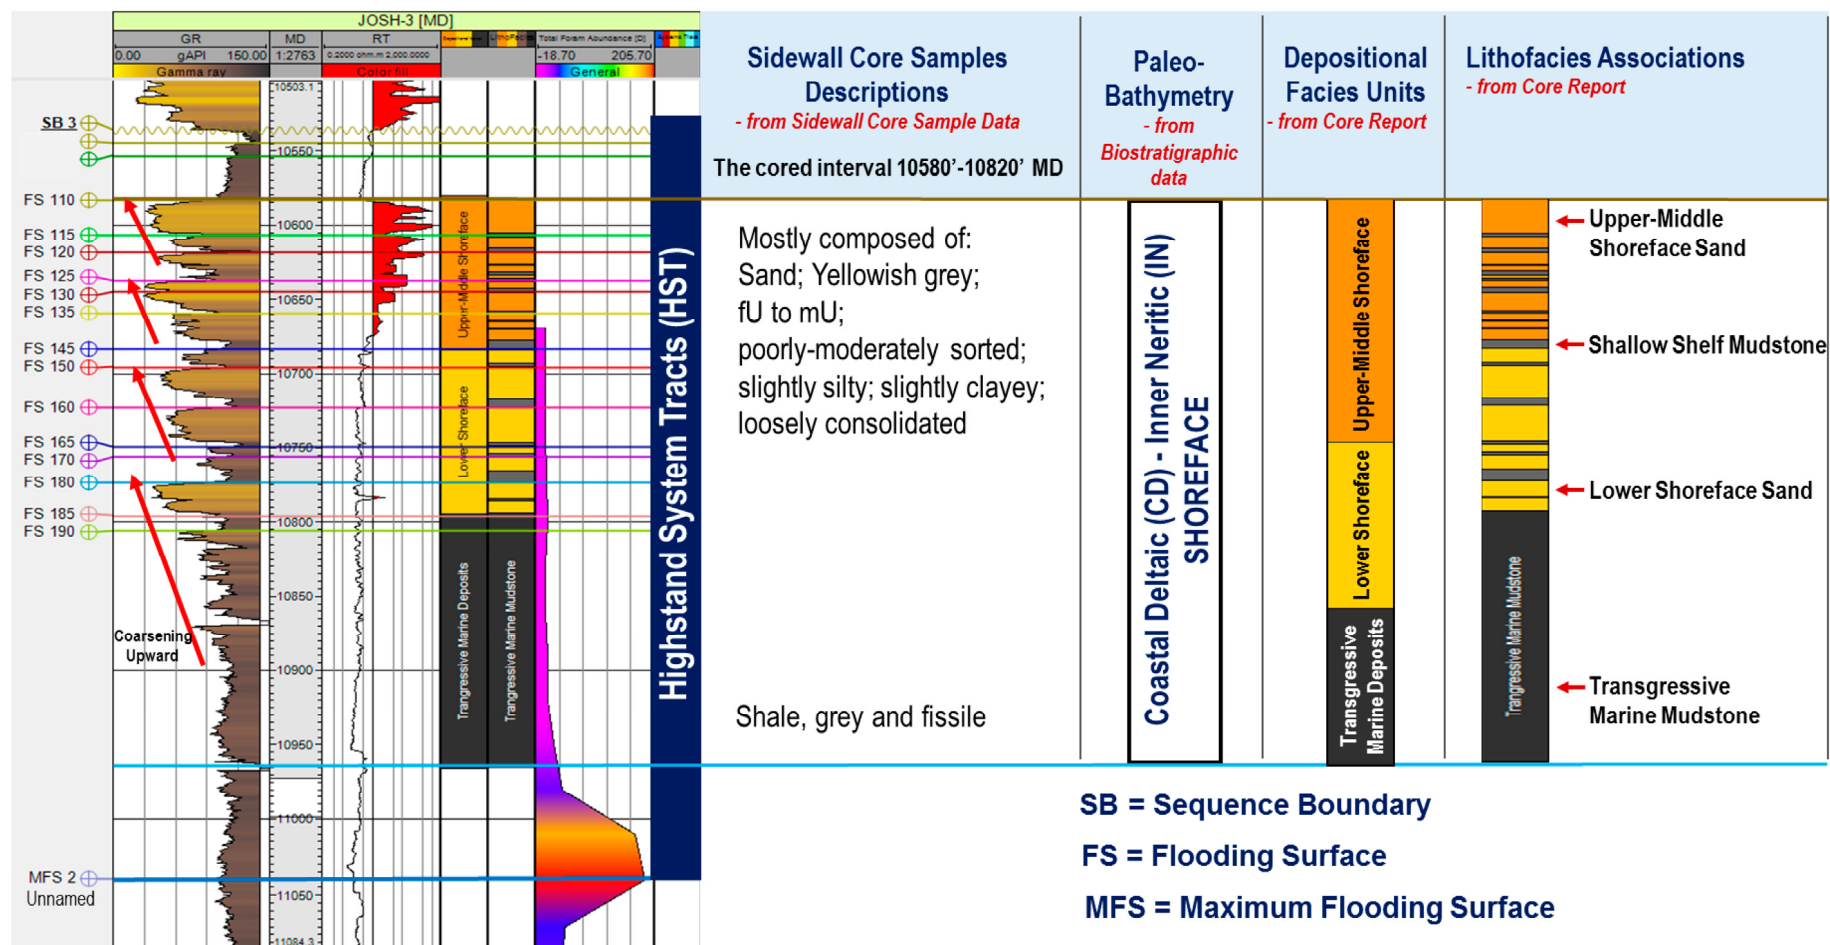 JOSH-3 [MD]
GR
MD
RT
Total Foram Abundance [D]
0.00 gAPI 150.00
1:2763
0.2000 ohm.m 2,000.0000
-18.70 205.70
Gamma ray
Color fill
General
10503.1
10550
10600
10650
10700
10750
10800
10850
10900
10950
11000
11050
11084.3
SB 3
FS 110
FS 115
FS 120
FS 125
FS 130
FS 135
FS 145
FS 150
FS 160
FS 165
FS 170
FS 180
FS 185
FS 190
MFS 2
Unnamed
Coarsening
Upward
Upper-Middle Shoreface
Lower Shoreface
Trangressive Marine Deposits
Trangressive Marine Mudstone
Highstand System Tracts (HST)
Sidewall Core Samples
Descriptions
- from Sidewall Core Sample Data
The cored interval 10580’-10820’ MD
Mostly composed of:
Sand; Yellowish grey;
fU to mU;
poorly-moderately sorted;
slightly silty; slightly clayey;
loosely consolidated
Shale, grey and fissile
Paleo-
Bathymetry
- from
Biostratigraphic
data
Coastal Deltaic (CD) - Inner Neritic (IN)
SHOREFACE
Depositional
Facies Units
- from Core Report
Upper-Middle Shoreface
Lower Shoreface
Transgressive
Marine Deposits
Lithofacies Associations
- from Core Report
Trangressive Marine Mudstone
Upper-Middle
Shoreface Sand
Shallow Shelf Mudstone
Lower Shoreface Sand
Transgressive
Marine Mudstone
SB = Sequence Boundary
FS = Flooding Surface
MFS = Maximum Flooding Surface